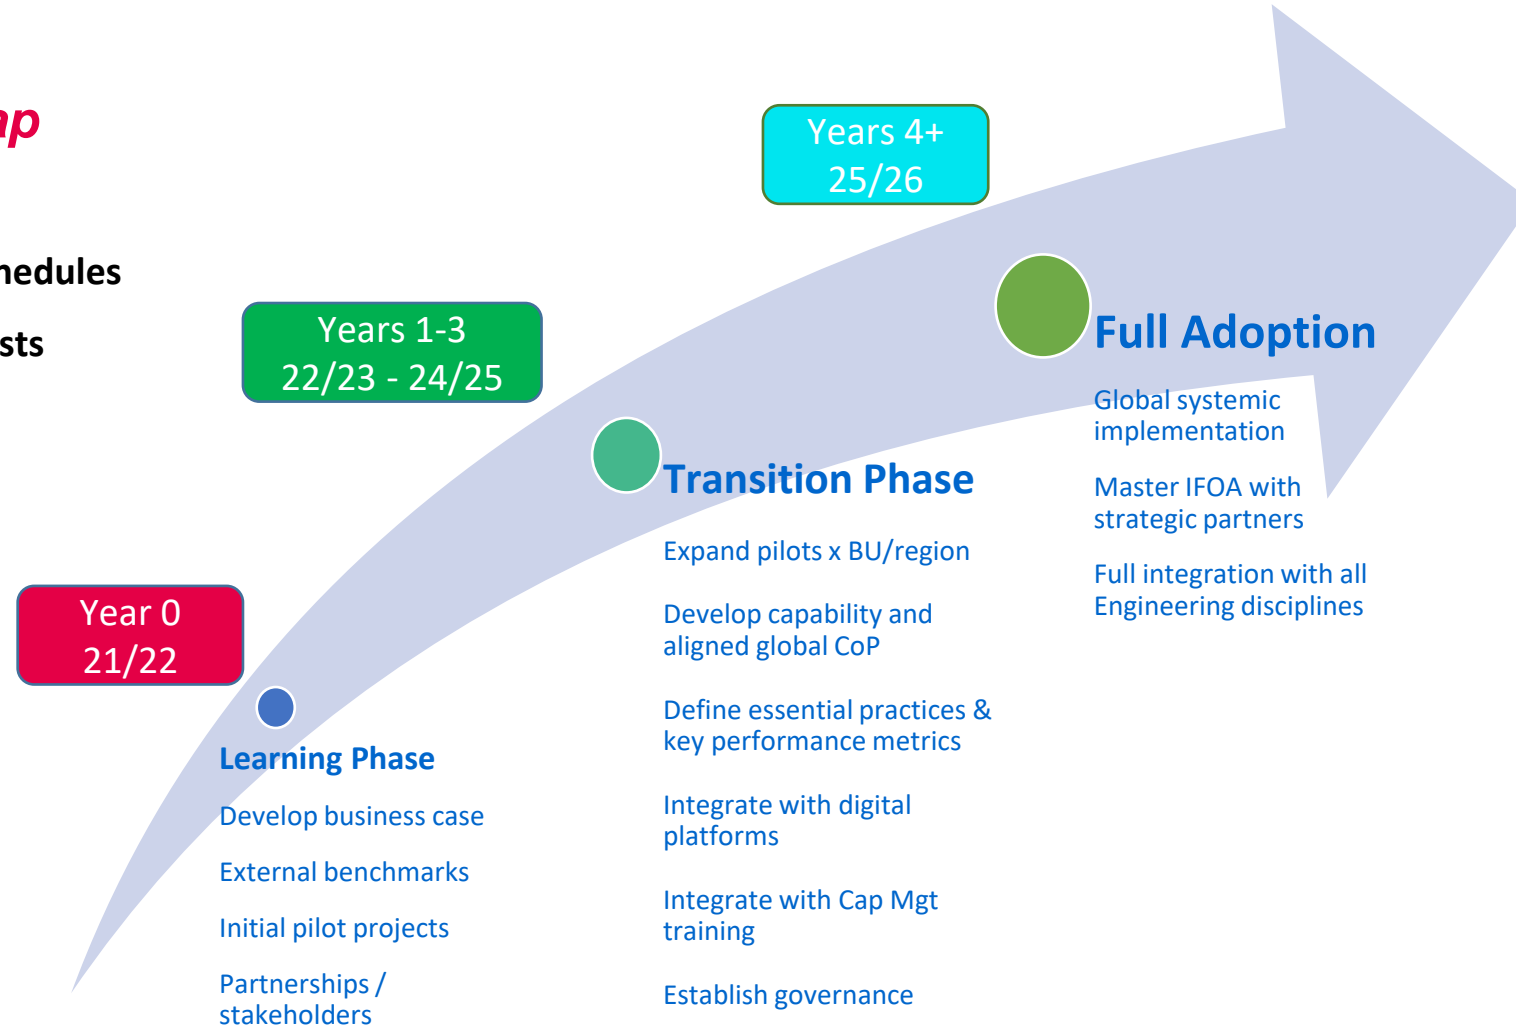 ap
hedules
sts
Years 4+
25/26
Years 1-3
22/23 - 24/25
Year 0
21/22
Full Adoption
Global systemic
implementation
Master IFOA with
strategic partners
Full integration with all
Engineering disciplines
Transition Phase
Expand pilots x BU/region
Develop capability and
aligned global CoP
Define essential practices &
key performance metrics
Integrate with digital
platforms
Integrate with Cap Mgt
training
Establish governance
Learning Phase
Develop business case
External benchmarks
Initial pilot projects
Partnerships /
stakeholders